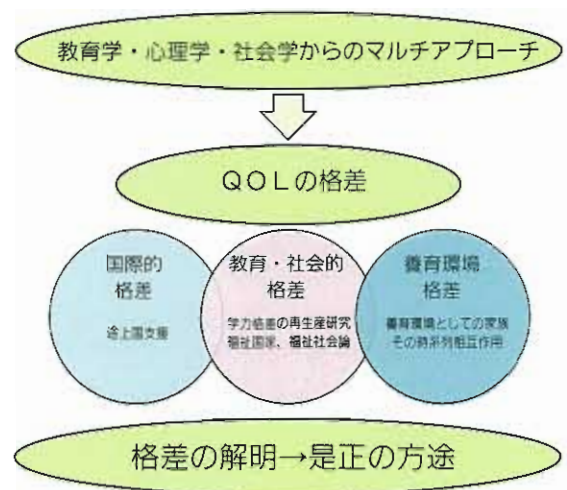 教育学・心理学・社会学からのマルチアプローチ
QOLの格差
国際的
格差
途上国支援
教育・社会的
格差
学力格差の再生産研究
福祉国家、福祉社会論
養育環境
格差
養育環境としての家族
その時系列相互作用
格差の解明→是正の方途